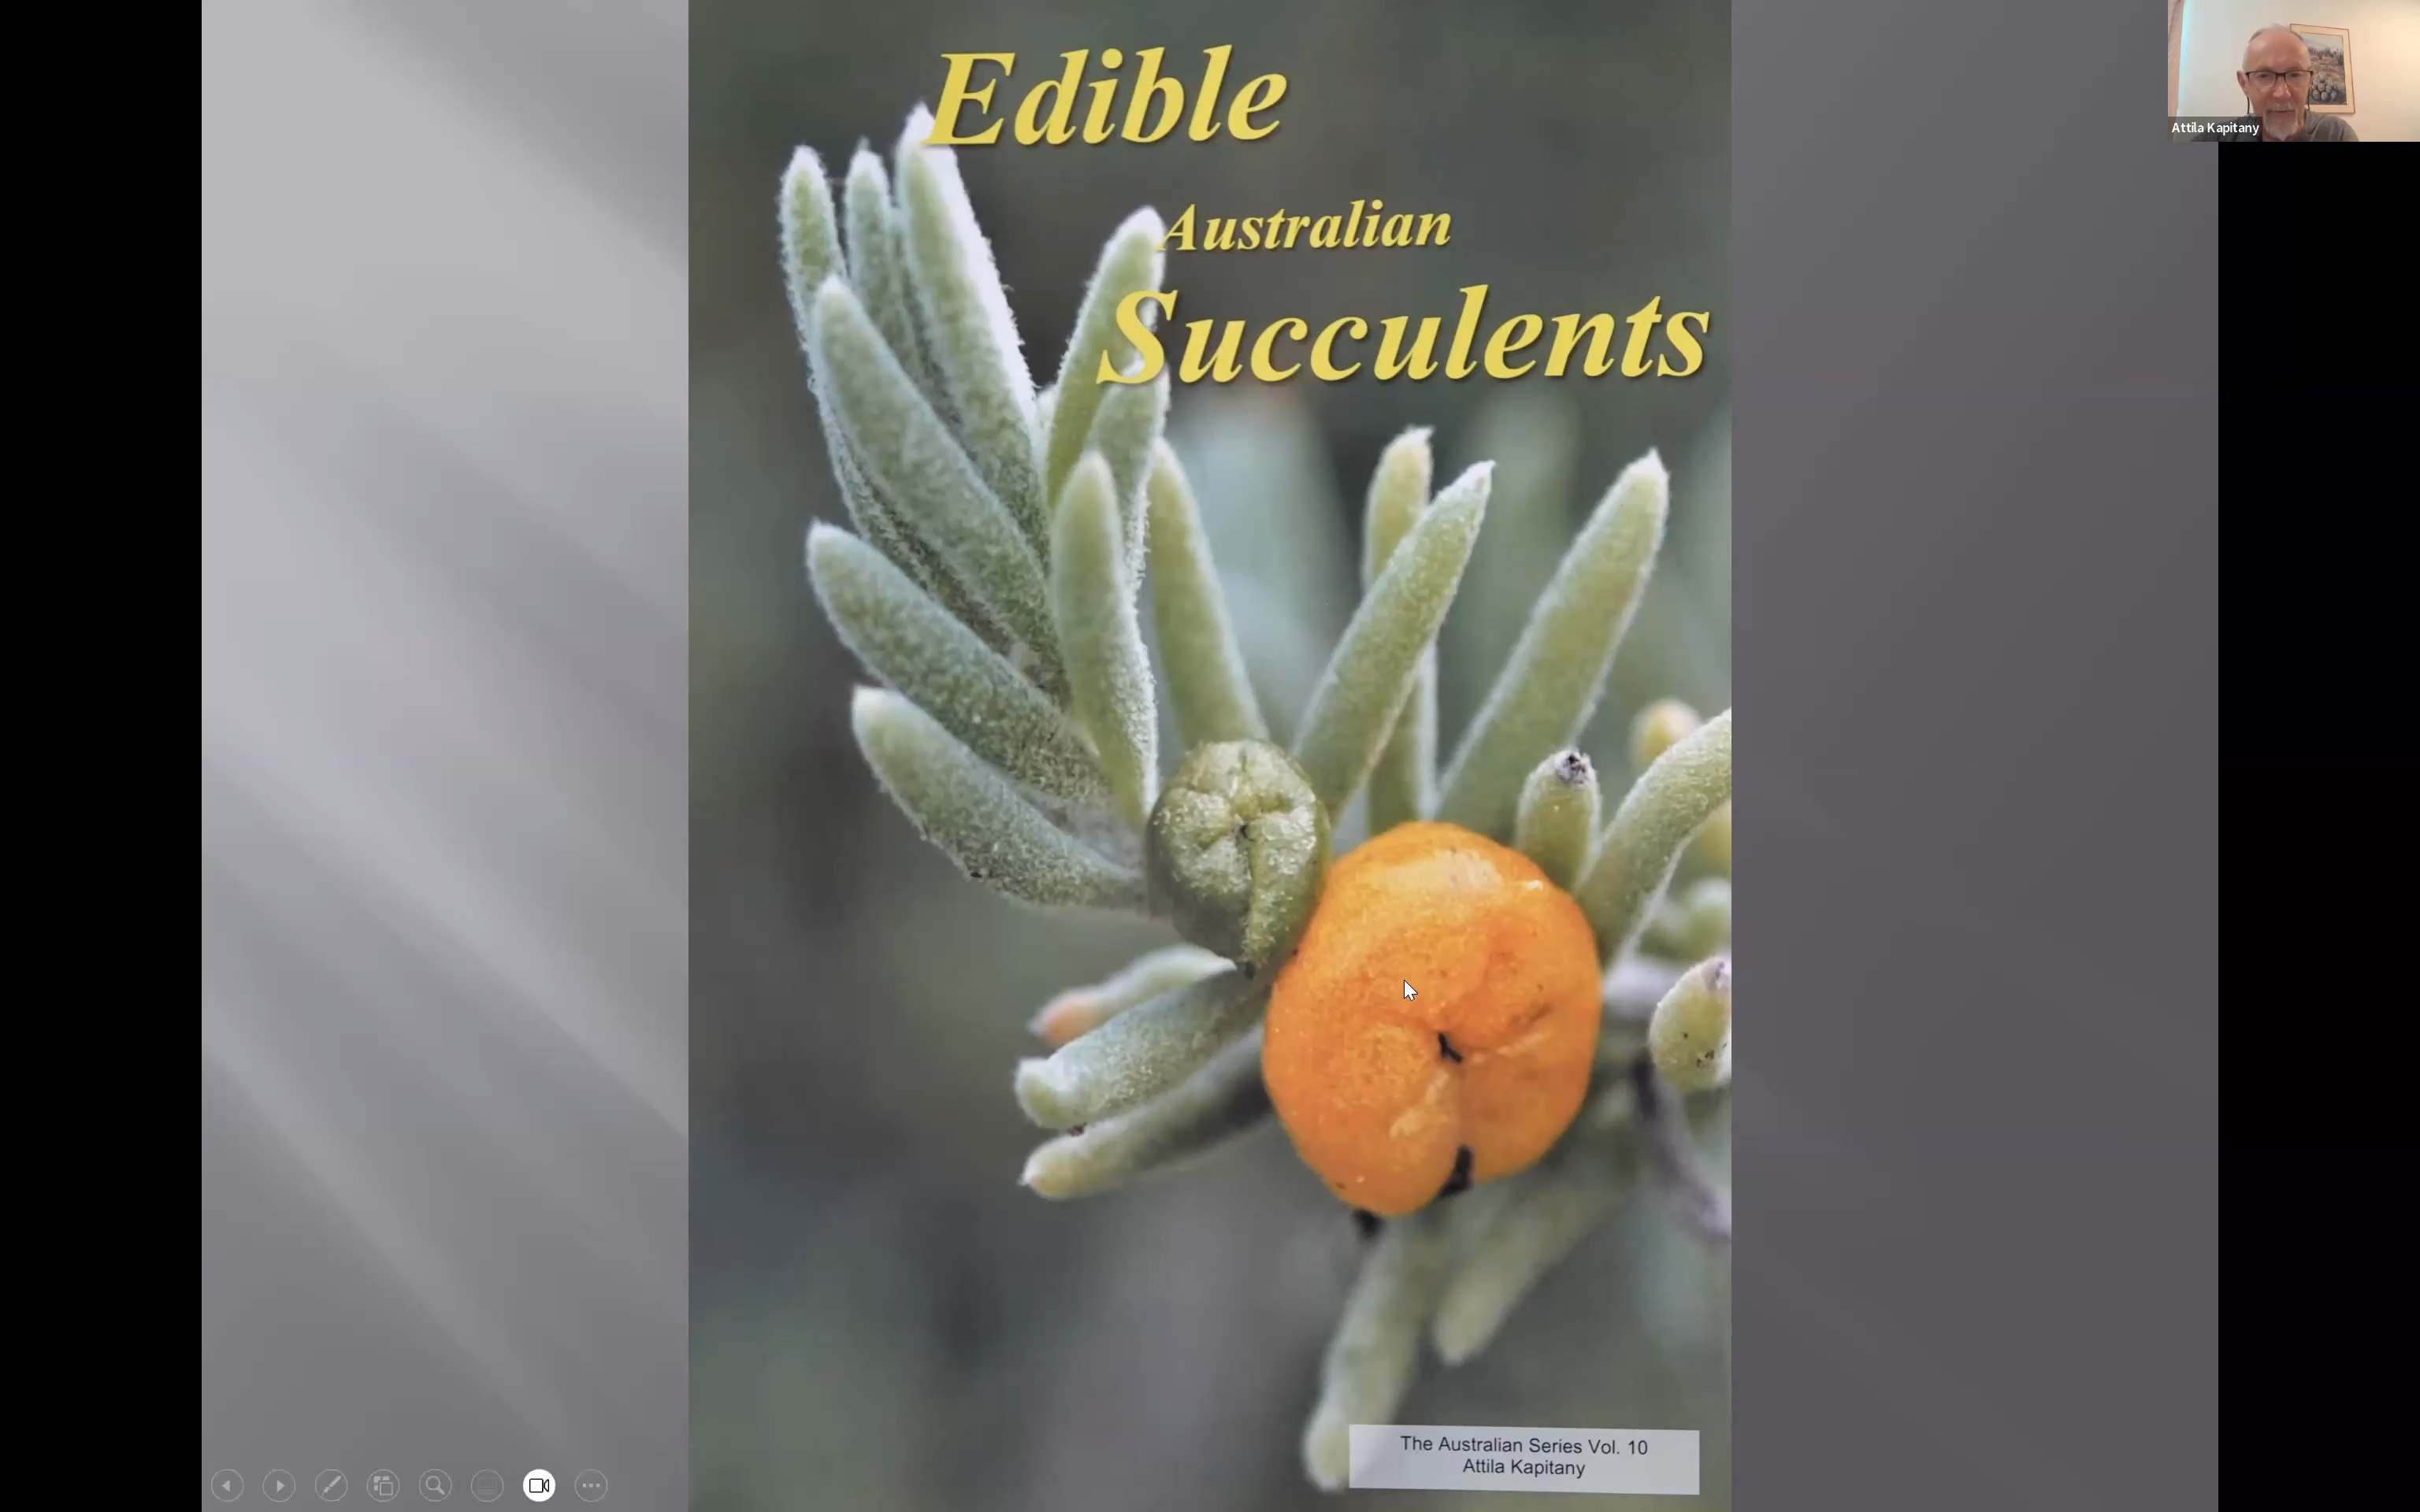 Edible
Australian
Succulents
Attila Kapitany
The Australian Series Vol. 10
Attila Kapitany